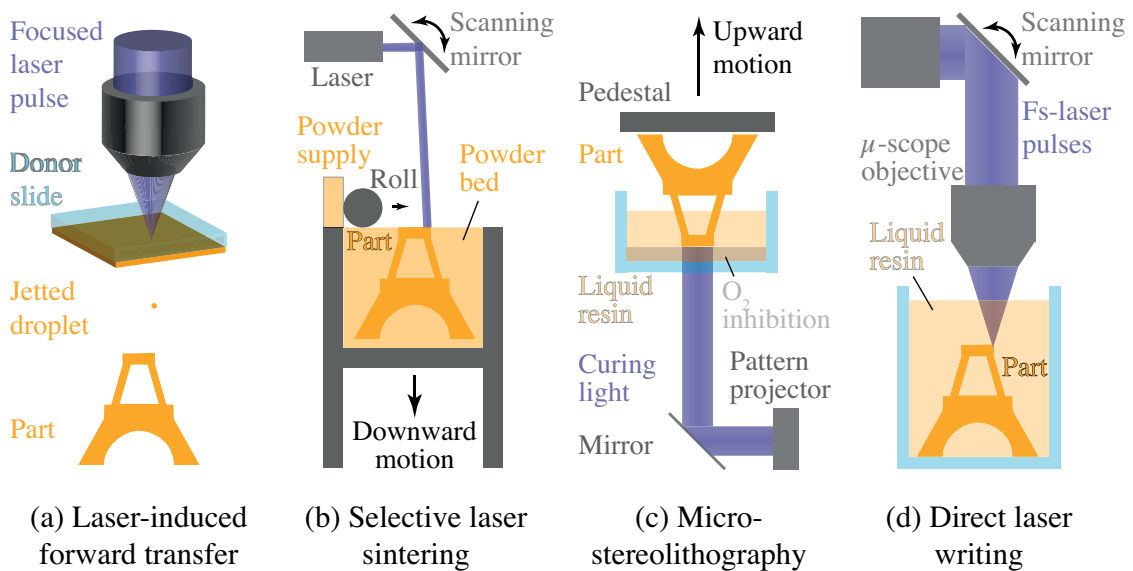 Focused
laser
pulse
Donor
slide
Jetted
droplet
Part
(a) Laser-induced
forward transfer
Scanning
mirror
Laser
Powder
supply
Roll
Powder
bed
Part
Downward
motion
(b) Selective laser
sintering
Upward
motion
Pedestal
Part
Liquid
resin
O₂
inhibition
Curing
light
Pattern
projector
Mirror
(c) Micro-
stereolithography
Scanning
mirror
Fs-laser
pulses
μ-scope
objective
Liquid
resin
Part
(d) Direct laser
writing